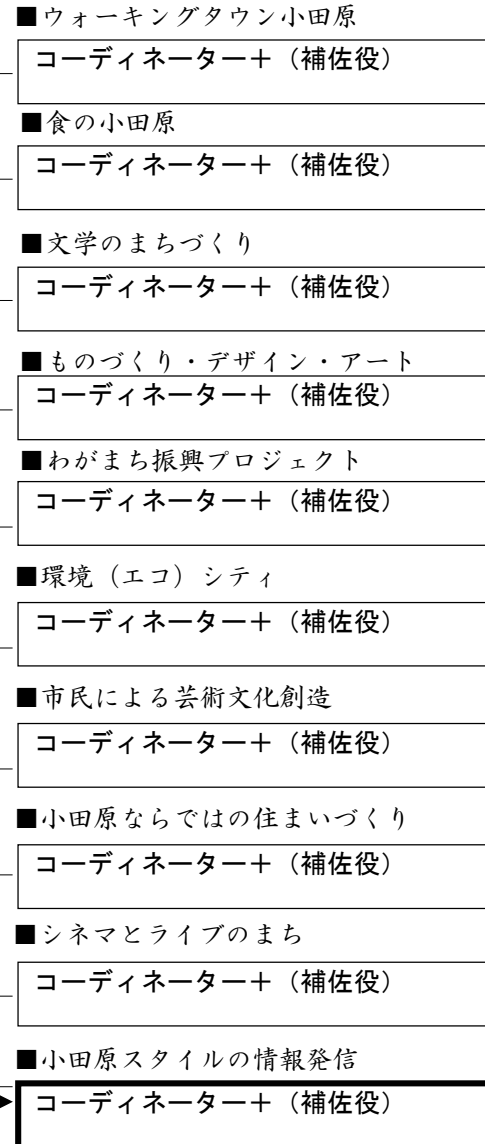 ■ウォーキングタウン小田原
コーディネーター＋（補佐役）
■食の小田原
コーディネーター＋（補佐役）
■文学のまちづくり
コーディネーター＋（補佐役）
■ものづくり・デザイン・アート
コーディネーター＋（補佐役）
■わがまち振興プロジェクト
コーディネーター＋（補佐役）
■環境（エコ）シティ
コーディネーター＋（補佐役）
■市民による芸術文化創造
コーディネーター＋（補佐役）
■小田原ならではの住まいづくり
コーディネーター＋（補佐役）
■シネマとライブのまち
コーディネーター＋（補佐役）
■小田原スタイルの情報発信
コーディネーター＋（補佐役）